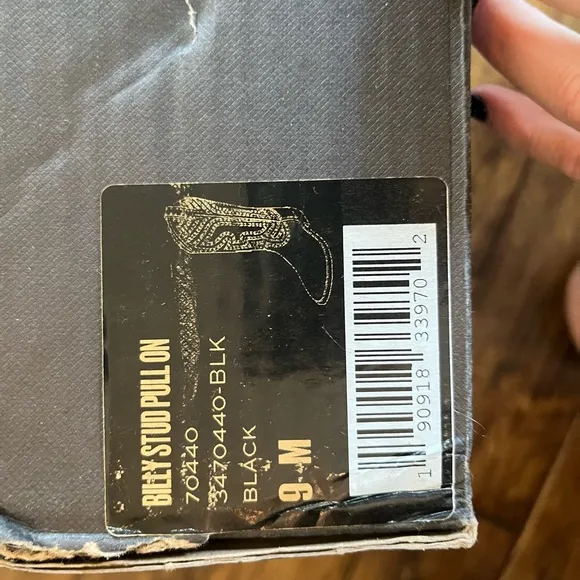 BILLY STUD PULL ON
70440
3470440-BLK
BLACK
9 M
1 90918 33970 2